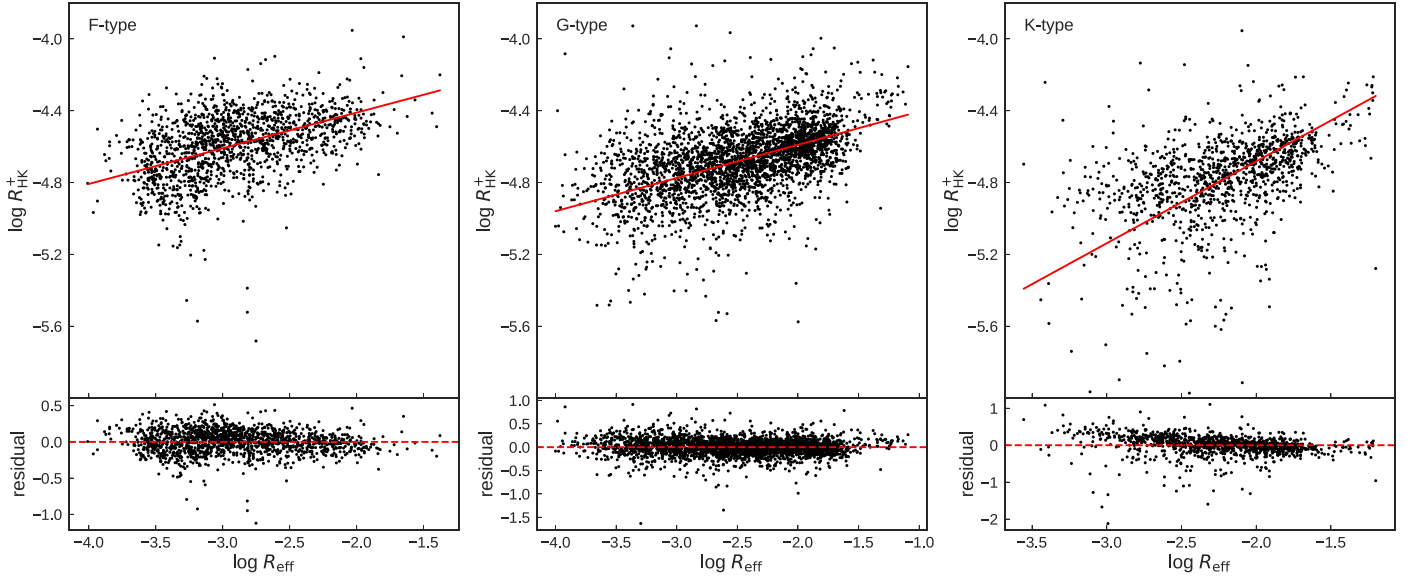 F-type
−4.0
−4.4
−4.8
−5.2
−5.6
log R⁺HK
0.5
0.0
−0.5
−1.0
residual
−4.0 −3.5 −3.0 −2.5 −2.0 −1.5
log Reff
G-type
−4.0
−4.4
−4.8
−5.2
−5.6
log R⁺HK
1.0
0.5
0.0
−0.5
−1.0
−1.5
residual
−4.0 −3.5 −3.0 −2.5 −2.0 −1.5 −1.0
log Reff
K-type
−4.0
−4.4
−4.8
−5.2
−5.6
log R⁺HK
1
0
−1
−2
residual
−3.5 −3.0 −2.5 −2.0 −1.5
log Reff